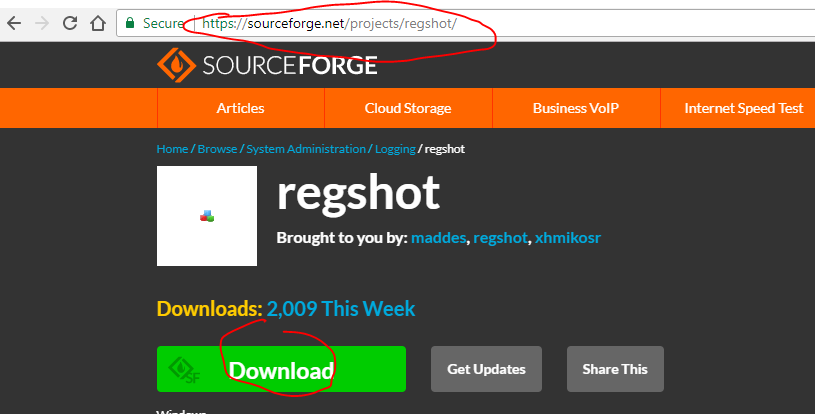 Secure https://sourceforge.net/projects/regshot/
SOURCEFORGE
Articles Cloud Storage Business VoIP Internet Speed Test
Home / Browse / System Administration / Logging / regshot
regshot
Brought to you by: maddes, regshot, xhmikosr
Downloads: 2,009 This Week
SF Download Get Updates Share This
Windows